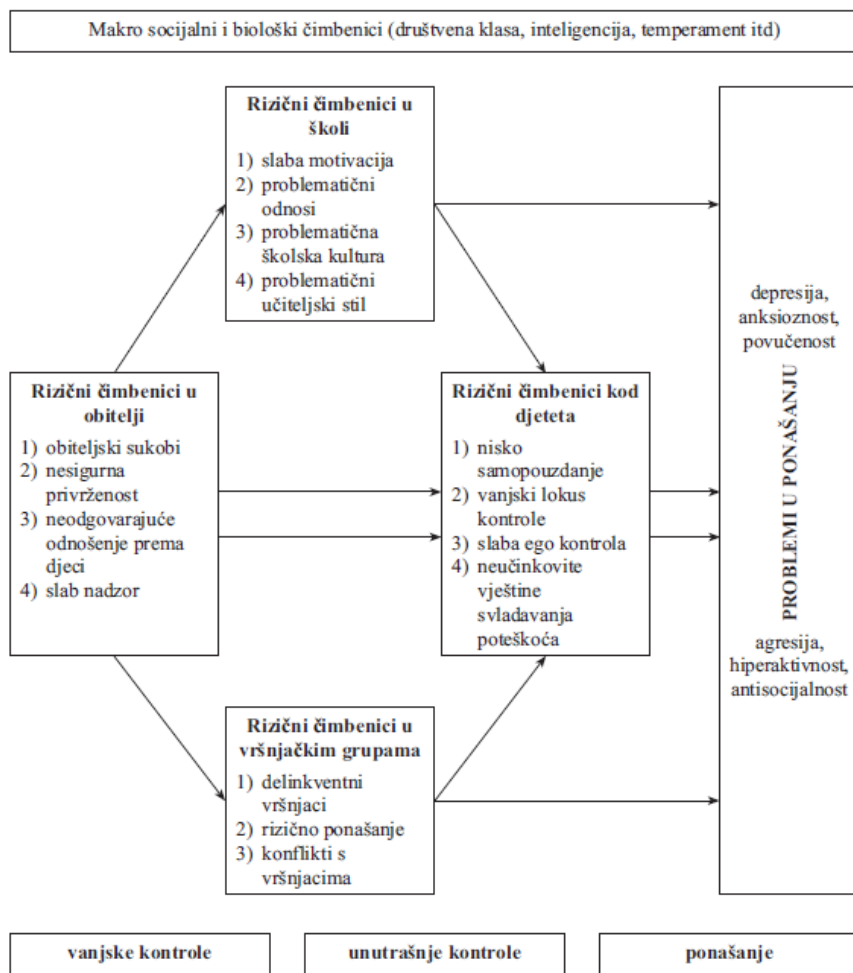 Makro socijalni i biološki čimbenici (društvena klasa, inteligencija, temperament itd)
Rizični čimbenici u
školi
1) slaba motivacija
2) problematični
odnosi
3) problematična
školska kultura
4) problematični
učiteljski stil
Rizični čimbenici u
obitelji
1) obiteljski sukobi
2) nesigurna
privrženost
3) neodgovarajuće
odnošenje prema
djeci
4) slab nadzor
Rizični čimbenici kod
djeteta
1) nisko
samopouzdanje
2) vanjski lokus
kontrole
3) slaba ego kontrola
4) neučinkovite
vještine
svladavanja
poteškoća
Rizični čimbenici u
vršnjačkim grupama
1) delinkventni
vršnjaci
2) rizično ponašanje
3) konflikti s
vršnjacima
depresija,
anksioznost,
povučenost
PROBLEMI U PONAŠANJU
agresija,
hiperaktivnost,
antisocijalnost
vanjske kontrole
unutrašnje kontrole
ponašanje